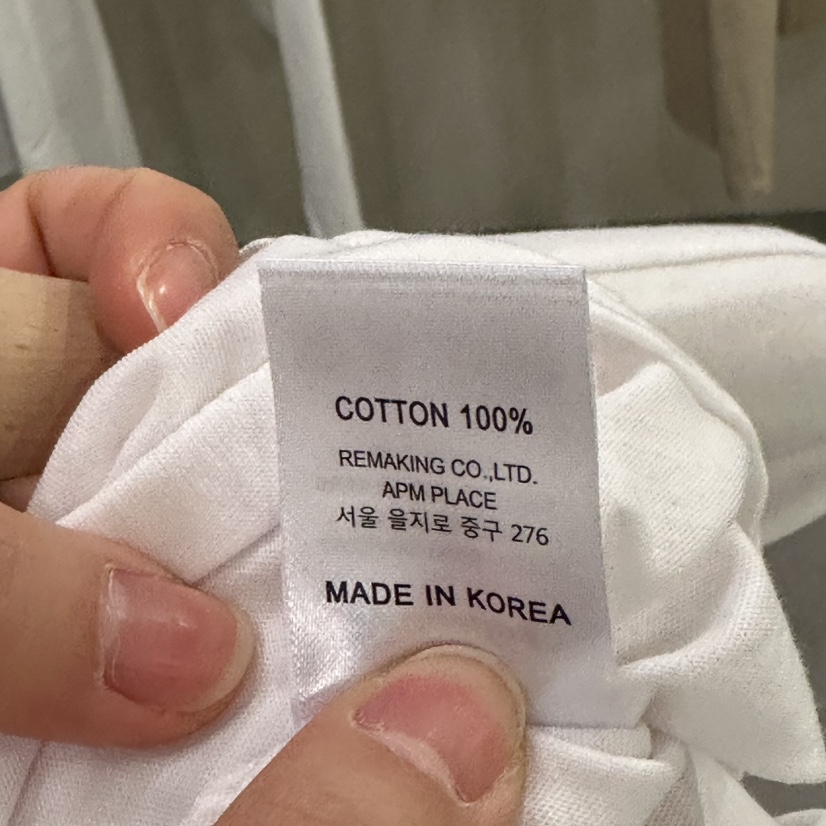 COTTON 100%
REMAKING CO.,LTD.
APM PLACE
서울 을지로 중구 276
MADE IN KOREA